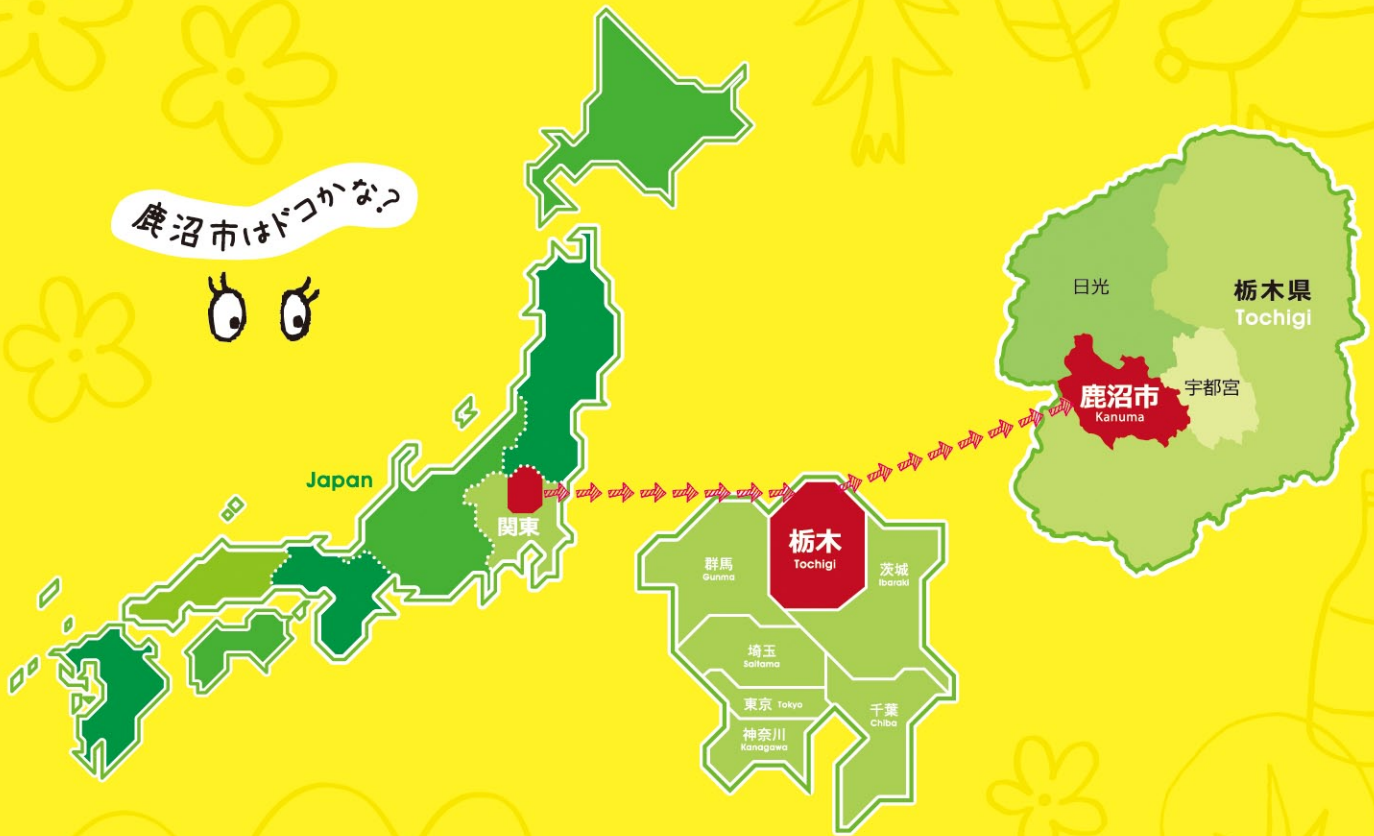 鹿沼市はドコかな?
Japan
関東
栃木
Tochigi
群馬
Gunma
茨城
Ibaraki
埼玉
Saitama
東京 Tokyo
千葉
Chiba
神奈川
Kanagawa
日光
栃木県
Tochigi
鹿沼市
Kanuma
宇都宮